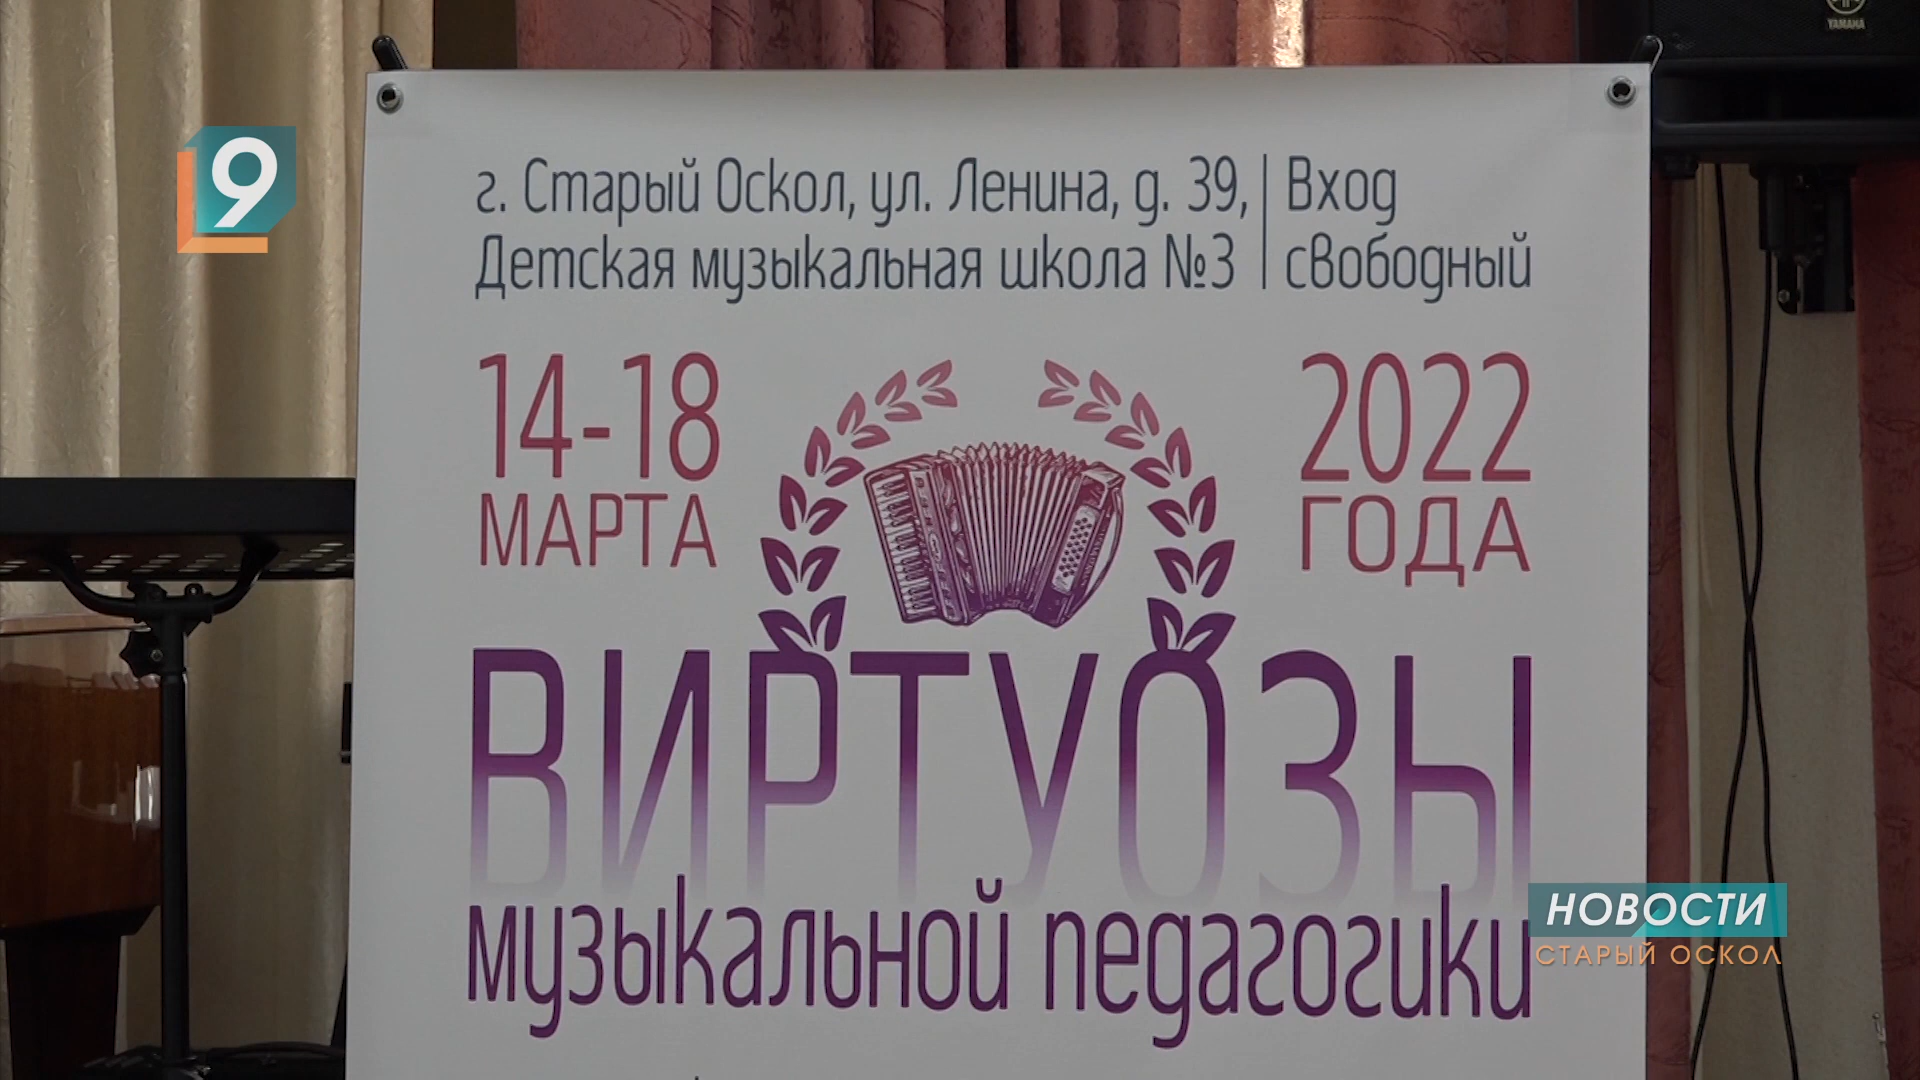 YAMAHA
9
г. Старый Оскол, ул. Ленина, д. 39,
Детская музыкальная школа №3
Вход
свободный
14-18
МАРТА
2022
ГОДА
ВИРТУОЗЫ
музыкальной педагогики
НОВОСТИ
СТАРЫЙ ОСКОЛ